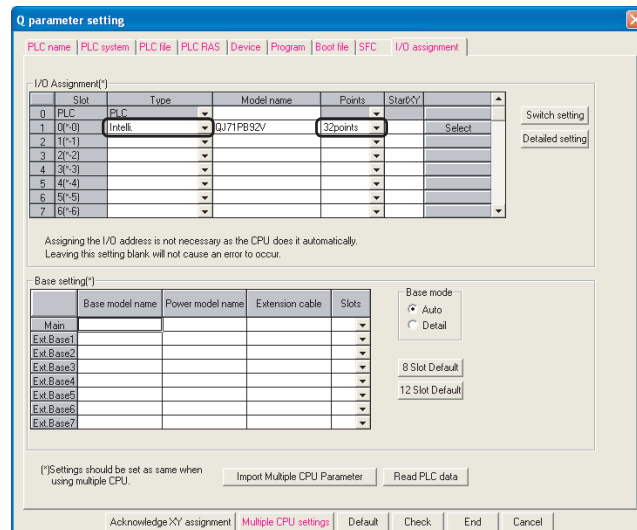 Q parameter setting
PLC name PLC system PLC file PLC RAS Device Program Boot file SFC I/O assignment
I/O Assignment(*)
Slot Type Model name Points StartXY
0 PLC PLC
1 0(*-0) Intelli. QJ71PB92V 32points Select
2 1(*-1)
3 2(*-2)
4 3(*-3)
5 4(*-4)
6 5(*-5)
7 6(*-6)
Switch setting
Detailed setting
Assigning the I/O address is not necessary as the CPU does it automatically.
Leaving this setting blank will not cause an error to occur.
Base setting(*)
Base model name Power model name Extension cable Slots
Main
Ext.Base1
Ext.Base2
Ext.Base3
Ext.Base4
Ext.Base5
Ext.Base6
Ext.Base7
Base mode
Auto
Detail
8 Slot Default
12 Slot Default
(*)Settings should be set as same when
using multiple CPU.
Import Multiple CPU Parameter Read PLC data
Acknowledge XY assignment Multiple CPU settings Default Check End Cancel